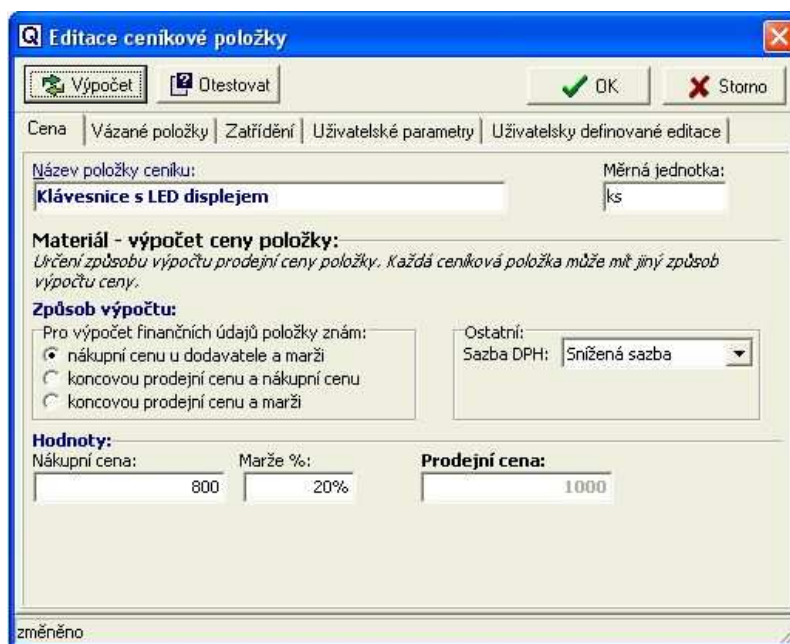 Editace ceníkové položky
Výpočet Otestovat OK Storno
Cena Vázané položky Zatřídění Uživatelské parametry Uživatelsky definované editace
Název položky ceníku: Měrná jednotka:
Klávesnice s LED displejem ks
Materiál - výpočet ceny položky:
Určení způsobu výpočtu prodejní ceny položky. Každá ceníková položka může mít jiný způsob
výpočtu ceny.
Způsob výpočtu:
Pro výpočet finančních údajů položky znám: Ostatní:
nákupní cenu u dodavatele a marži Sazba DPH: Snížená sazba
koncovou prodejní cenu a nákupní cenu
koncovou prodejní cenu a marži
Hodnoty:
Nákupní cena: Marže %: Prodejní cena:
800 20% 1000
změněno